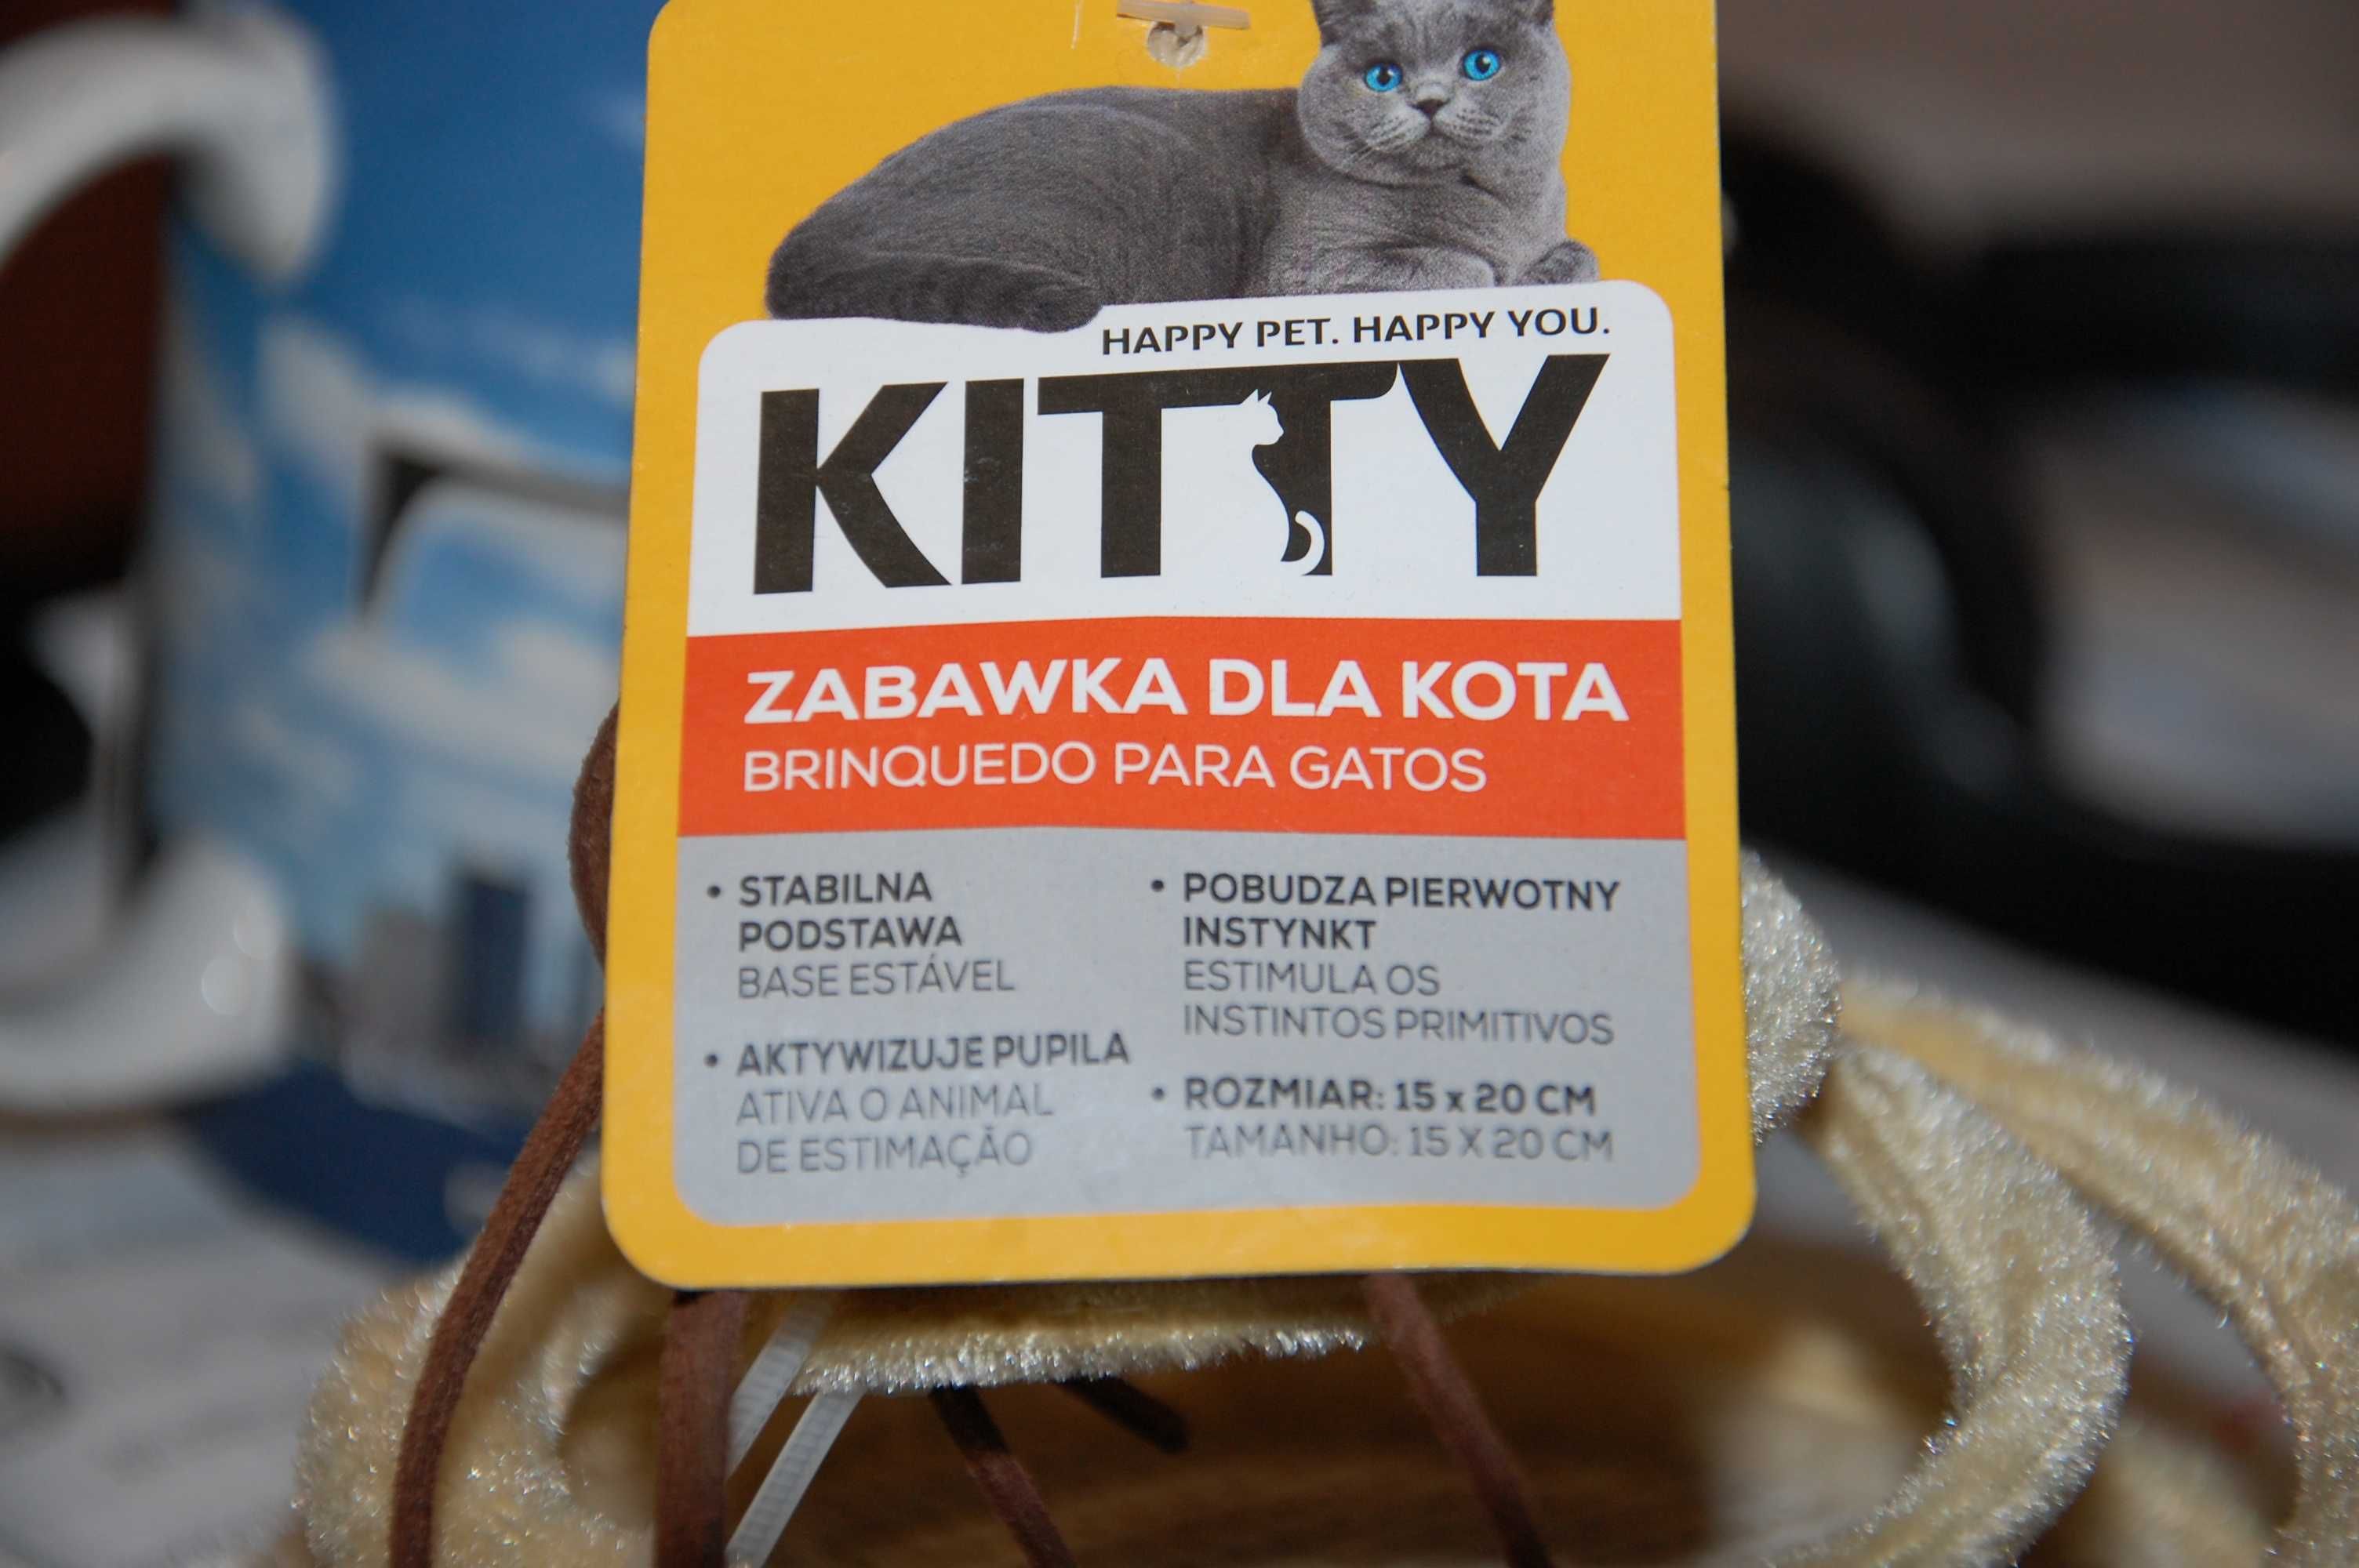 HAPPY PET. HAPPY YOU.
KITTY
ZABAWKA DLA KOTA
BRINQUEDO PARA GATOS
• STABILNA
PODSTAWA
BASE ESTÁVEL
• AKTYWIZUJE PUPILA
ATIVA O ANIMAL
DE ESTIMAÇÃO
• POBUDZA PIERWOTNY
INSTYNKT
ESTIMULA OS
INSTINTOS PRIMITIVOS
• ROZMIAR: 15 x 20 CM
TAMANHO: 15 X 20 CM